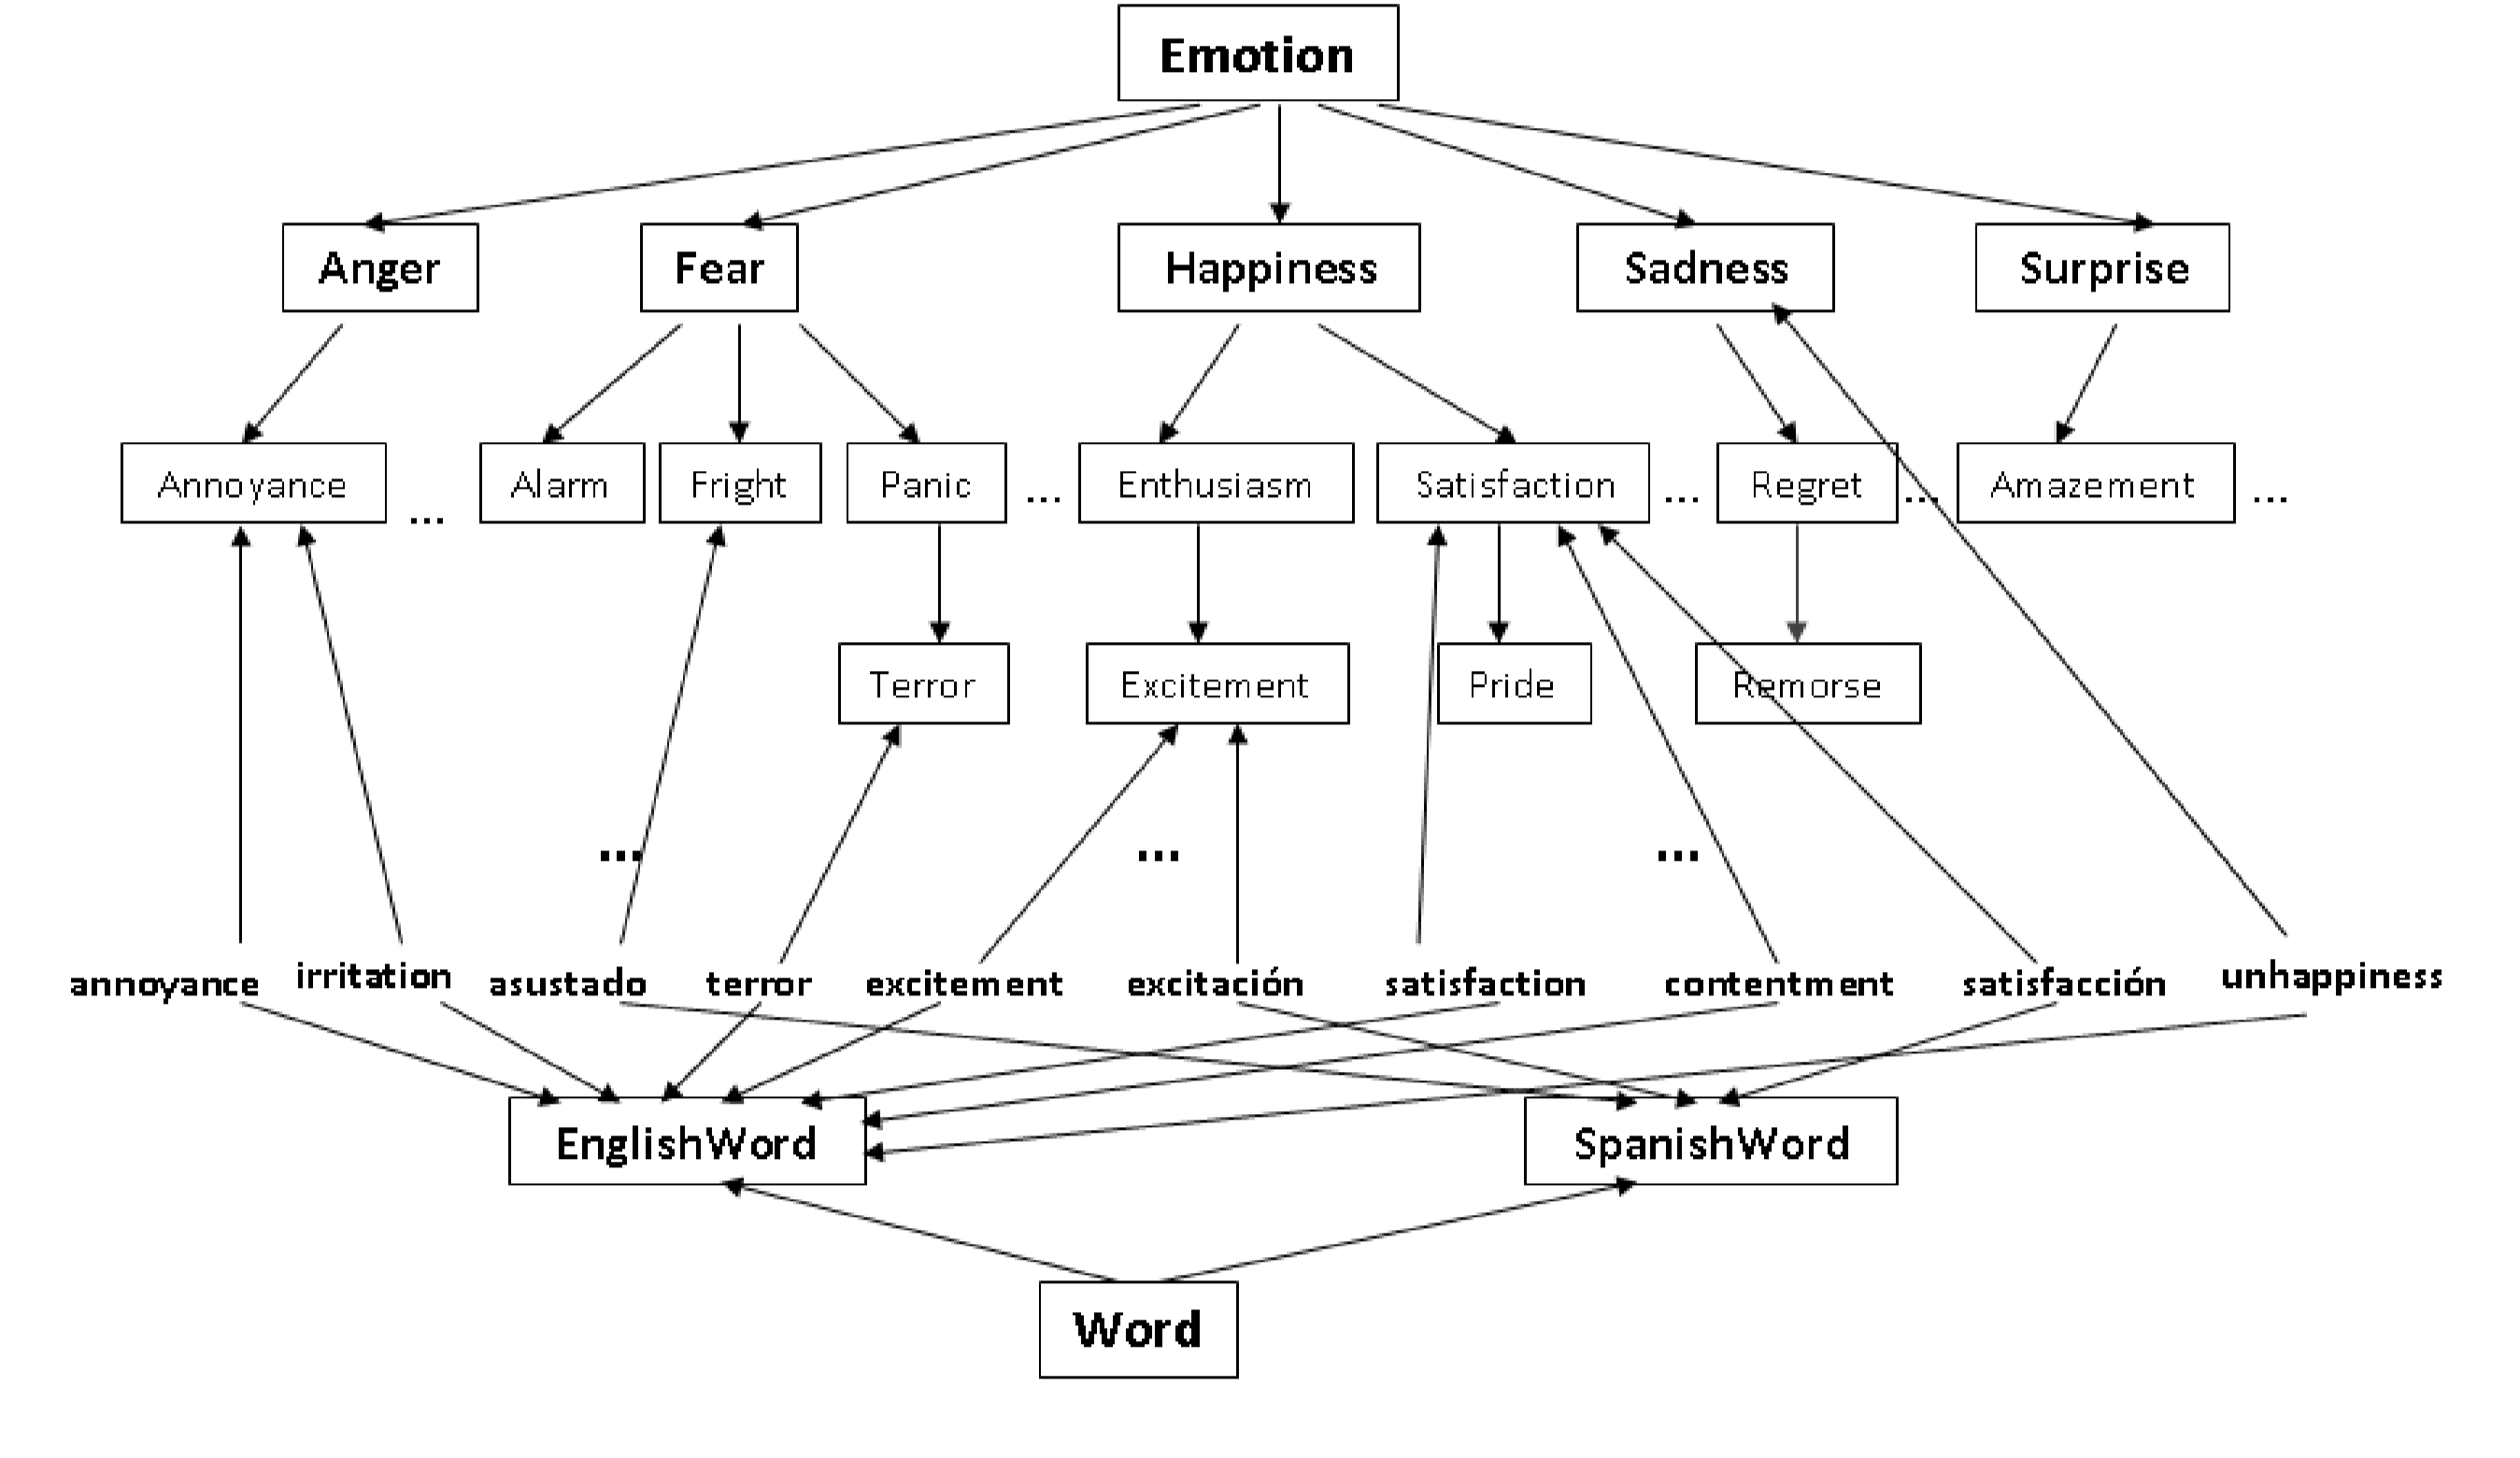 Emotion
Anger Fear Happiness Sadness Surprise
Annoyance ... Alarm Fright Panic ... Enthusiasm Satisfaction ... Regret ... Amazement ...
Terror Excitement Pride Remorse
... ... ...
annoyance irritation asustado terror excitement excitación satisfaction contentment satisfacción unhappiness
EnglishWord SpanishWord
Word